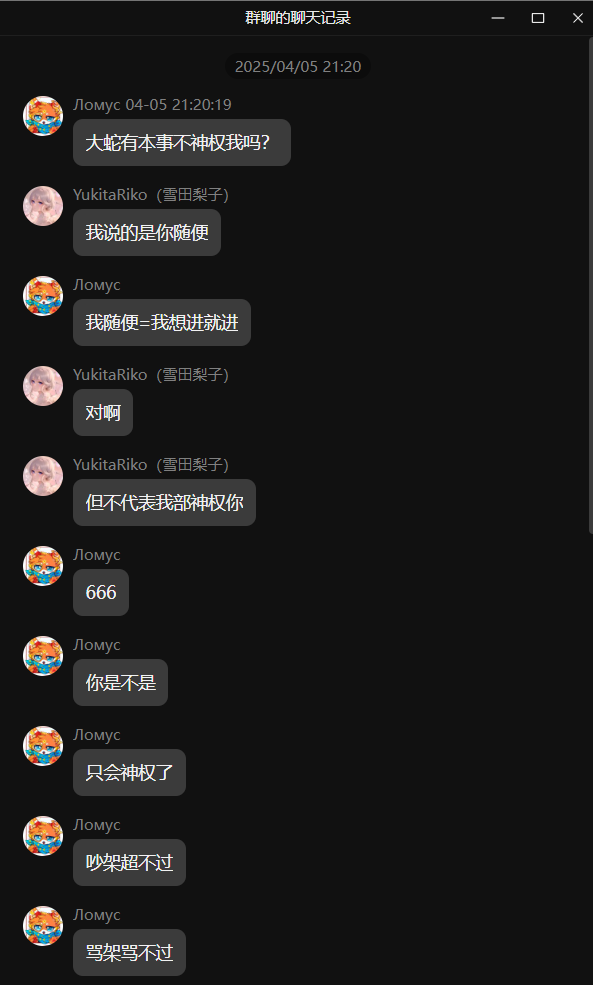 群聊的聊天记录
2025/04/05 21:20
Ломус 04-05 21:20:19
大蛇有本事不神权我吗？
YukitaRiko（雪田梨子）
我说的是你随便
Ломус
我随便=我想进就进
YukitaRiko（雪田梨子）
对啊
YukitaRiko（雪田梨子）
但不代表我部神权你
Ломус
666
Ломус
你是不是
Ломус
只会神权了
Ломус
吵架超不过
Ломус
骂架骂不过